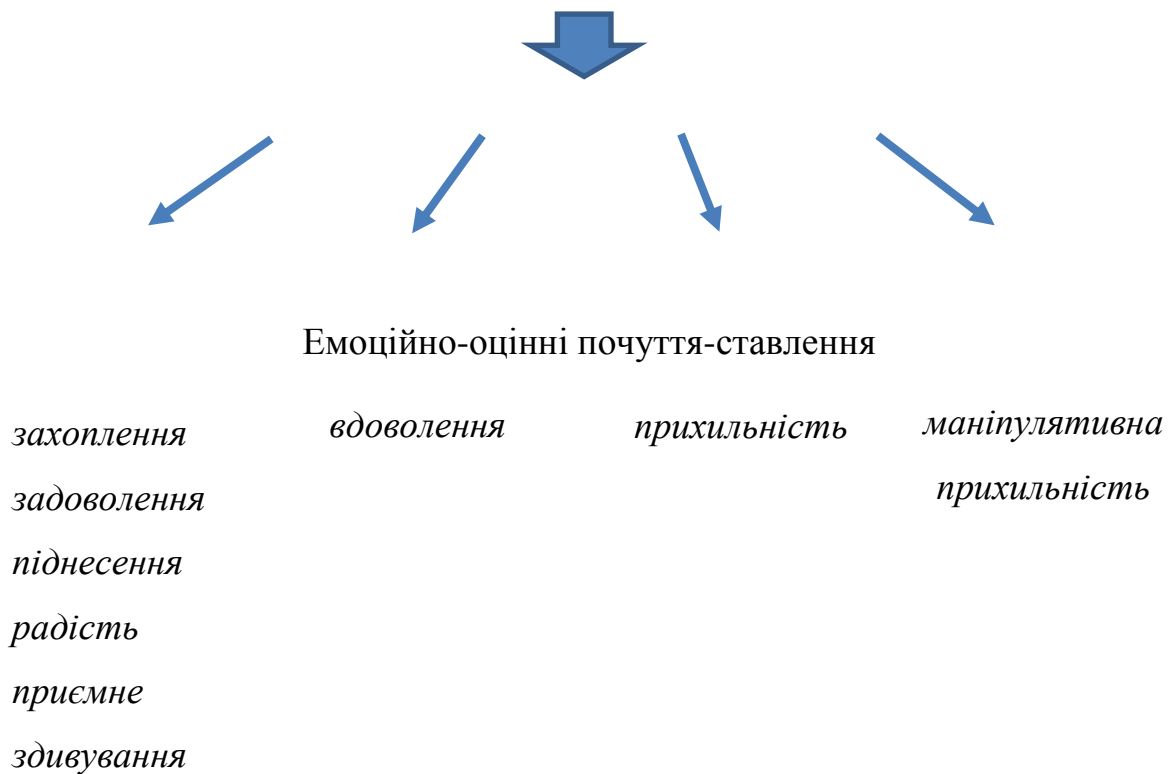 Емоційно-оцінні почуття-ставлення
захоплення
задоволення
піднесення
радість
приємне
здивування
вдоволення
прихильність
маніпулятивна
прихильність